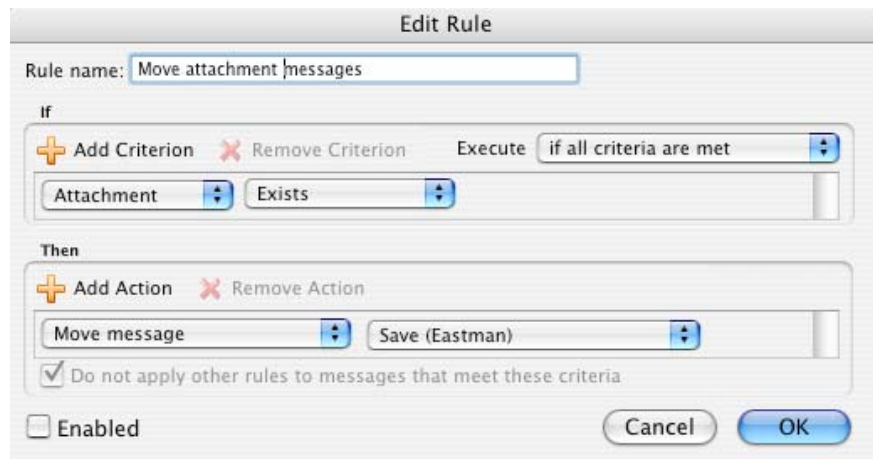 Edit Rule
Rule name: Move attachment messages
If
Add Criterion Remove Criterion Execute if all criteria are met
Attachment Exists
Then
Add Action Remove Action
Move message Save (Eastman)
Do not apply other rules to messages that meet these criteria
Enabled Cancel OK